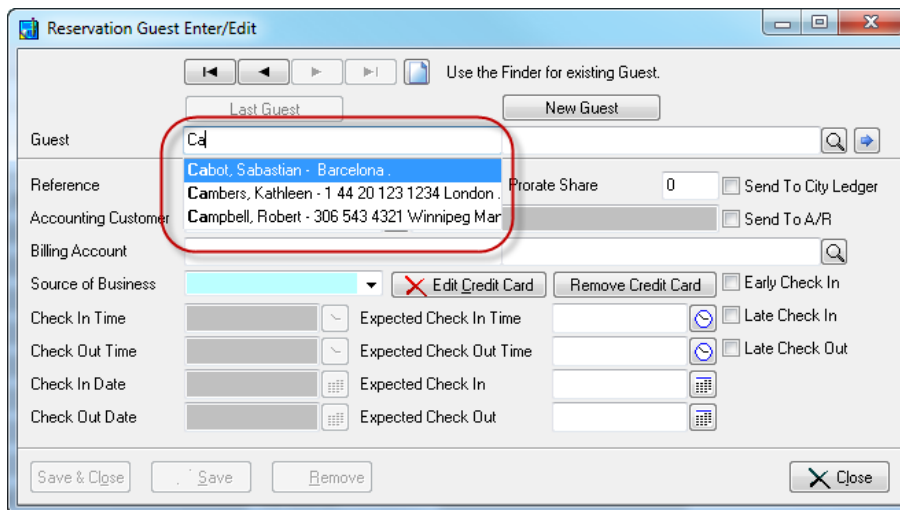 Reservation Guest Enter/Edit
Use the Finder for existing Guest.
Last Guest New Guest
Guest Ca
Cabot, Sabastian - Barcelona .
Cambers, Kathleen - 1 44 20 123 1234 London .
Campbell, Robert - 306 543 4321 Winnipeg Mar
Reference Prorate Share 0 Send To City Ledger
Accounting Customer Send To A/R
Billing Account
Source of Business Edit Credit Card Remove Credit Card Early Check In
Check In Time Expected Check In Time Late Check In
Check Out Time Expected Check Out Time Late Check Out
Check In Date Expected Check In
Check Out Date Expected Check Out
Save & Close Save Remove Close